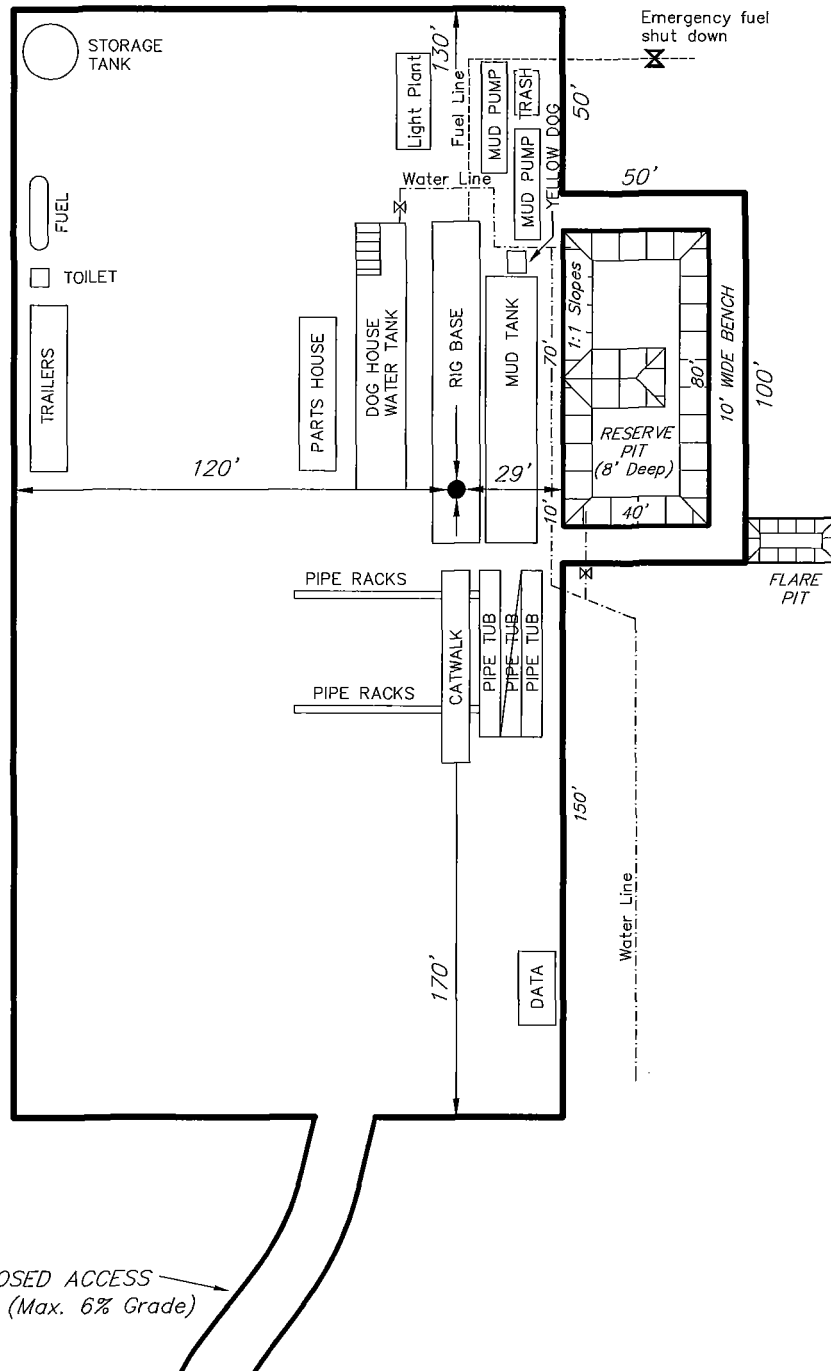 Emergency fuel
shut down
STORAGE
TANK
130'
Light Plant
Fuel Line
MUD PUMP
TRASH
50'
MUD PUMP
YELLOW DOG
Water Line
50'
FUEL
TOILET
TRAILERS
PARTS HOUSE
DOG HOUSE
WATER TANK
RIG BASE
MUD TANK
1:1 Slopes
70'
80'
10' WIDE BENCH
100'
RESERVE
PIT
(8' Deep)
40'
120'
29'
10'
FLARE
PIT
PIPE RACKS
CATWALK
PIPE TUB
PIPE TUB
PIPE TUB
PIPE RACKS
150'
Water Line
170'
DATA
OSED ACCESS
(Max. 6% Grade)